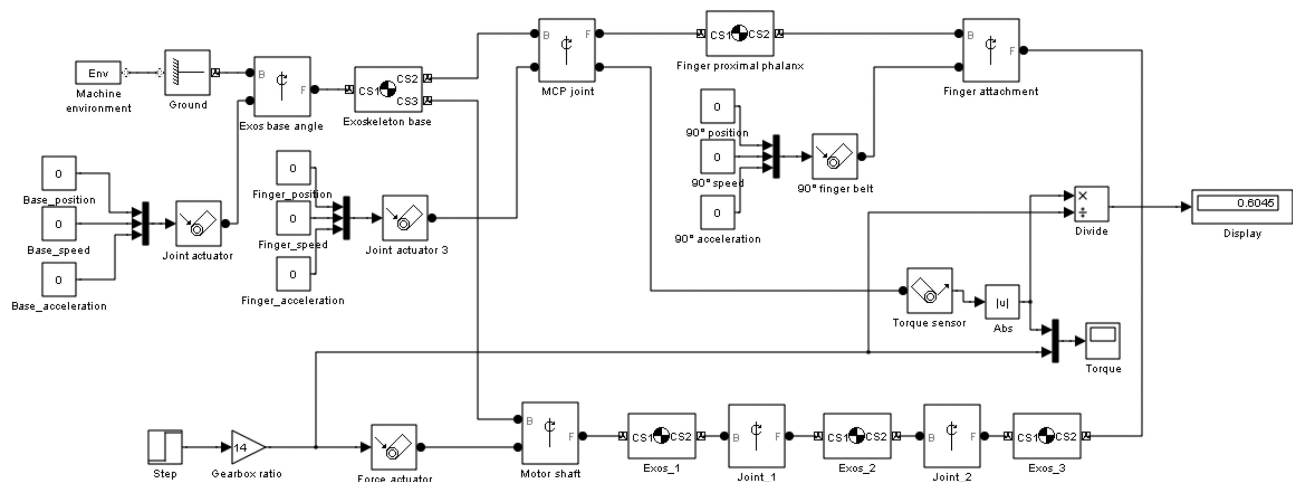 Env
Machine
environment
Ground
B
F
Exos base angle
CS1
CS2
CS3
Exoskeleton base
B
F
MCP joint
CS1 CS2
Finger proximal phalanx
B
F
Finger attachment
0
Base_position
0
Base_speed
0
Base_acceleration
Joint actuator
0
Finger_position
0
Finger_speed
0
Finger_acceleration
Joint actuator 3
0
90° position
0
90° speed
0
90° acceleration
90° finger belt
×
÷
Divide
0.6045
Display
Torque sensor
|u|
Abs
Torque
Step
14
Gearbox ratio
Force actuator
B
F
Motor shaft
CS1 CS2
Exos_1
B
F
Joint_1
CS1 CS2
Exos_2
B
F
Joint_2
CS1 CS2
Exos_3